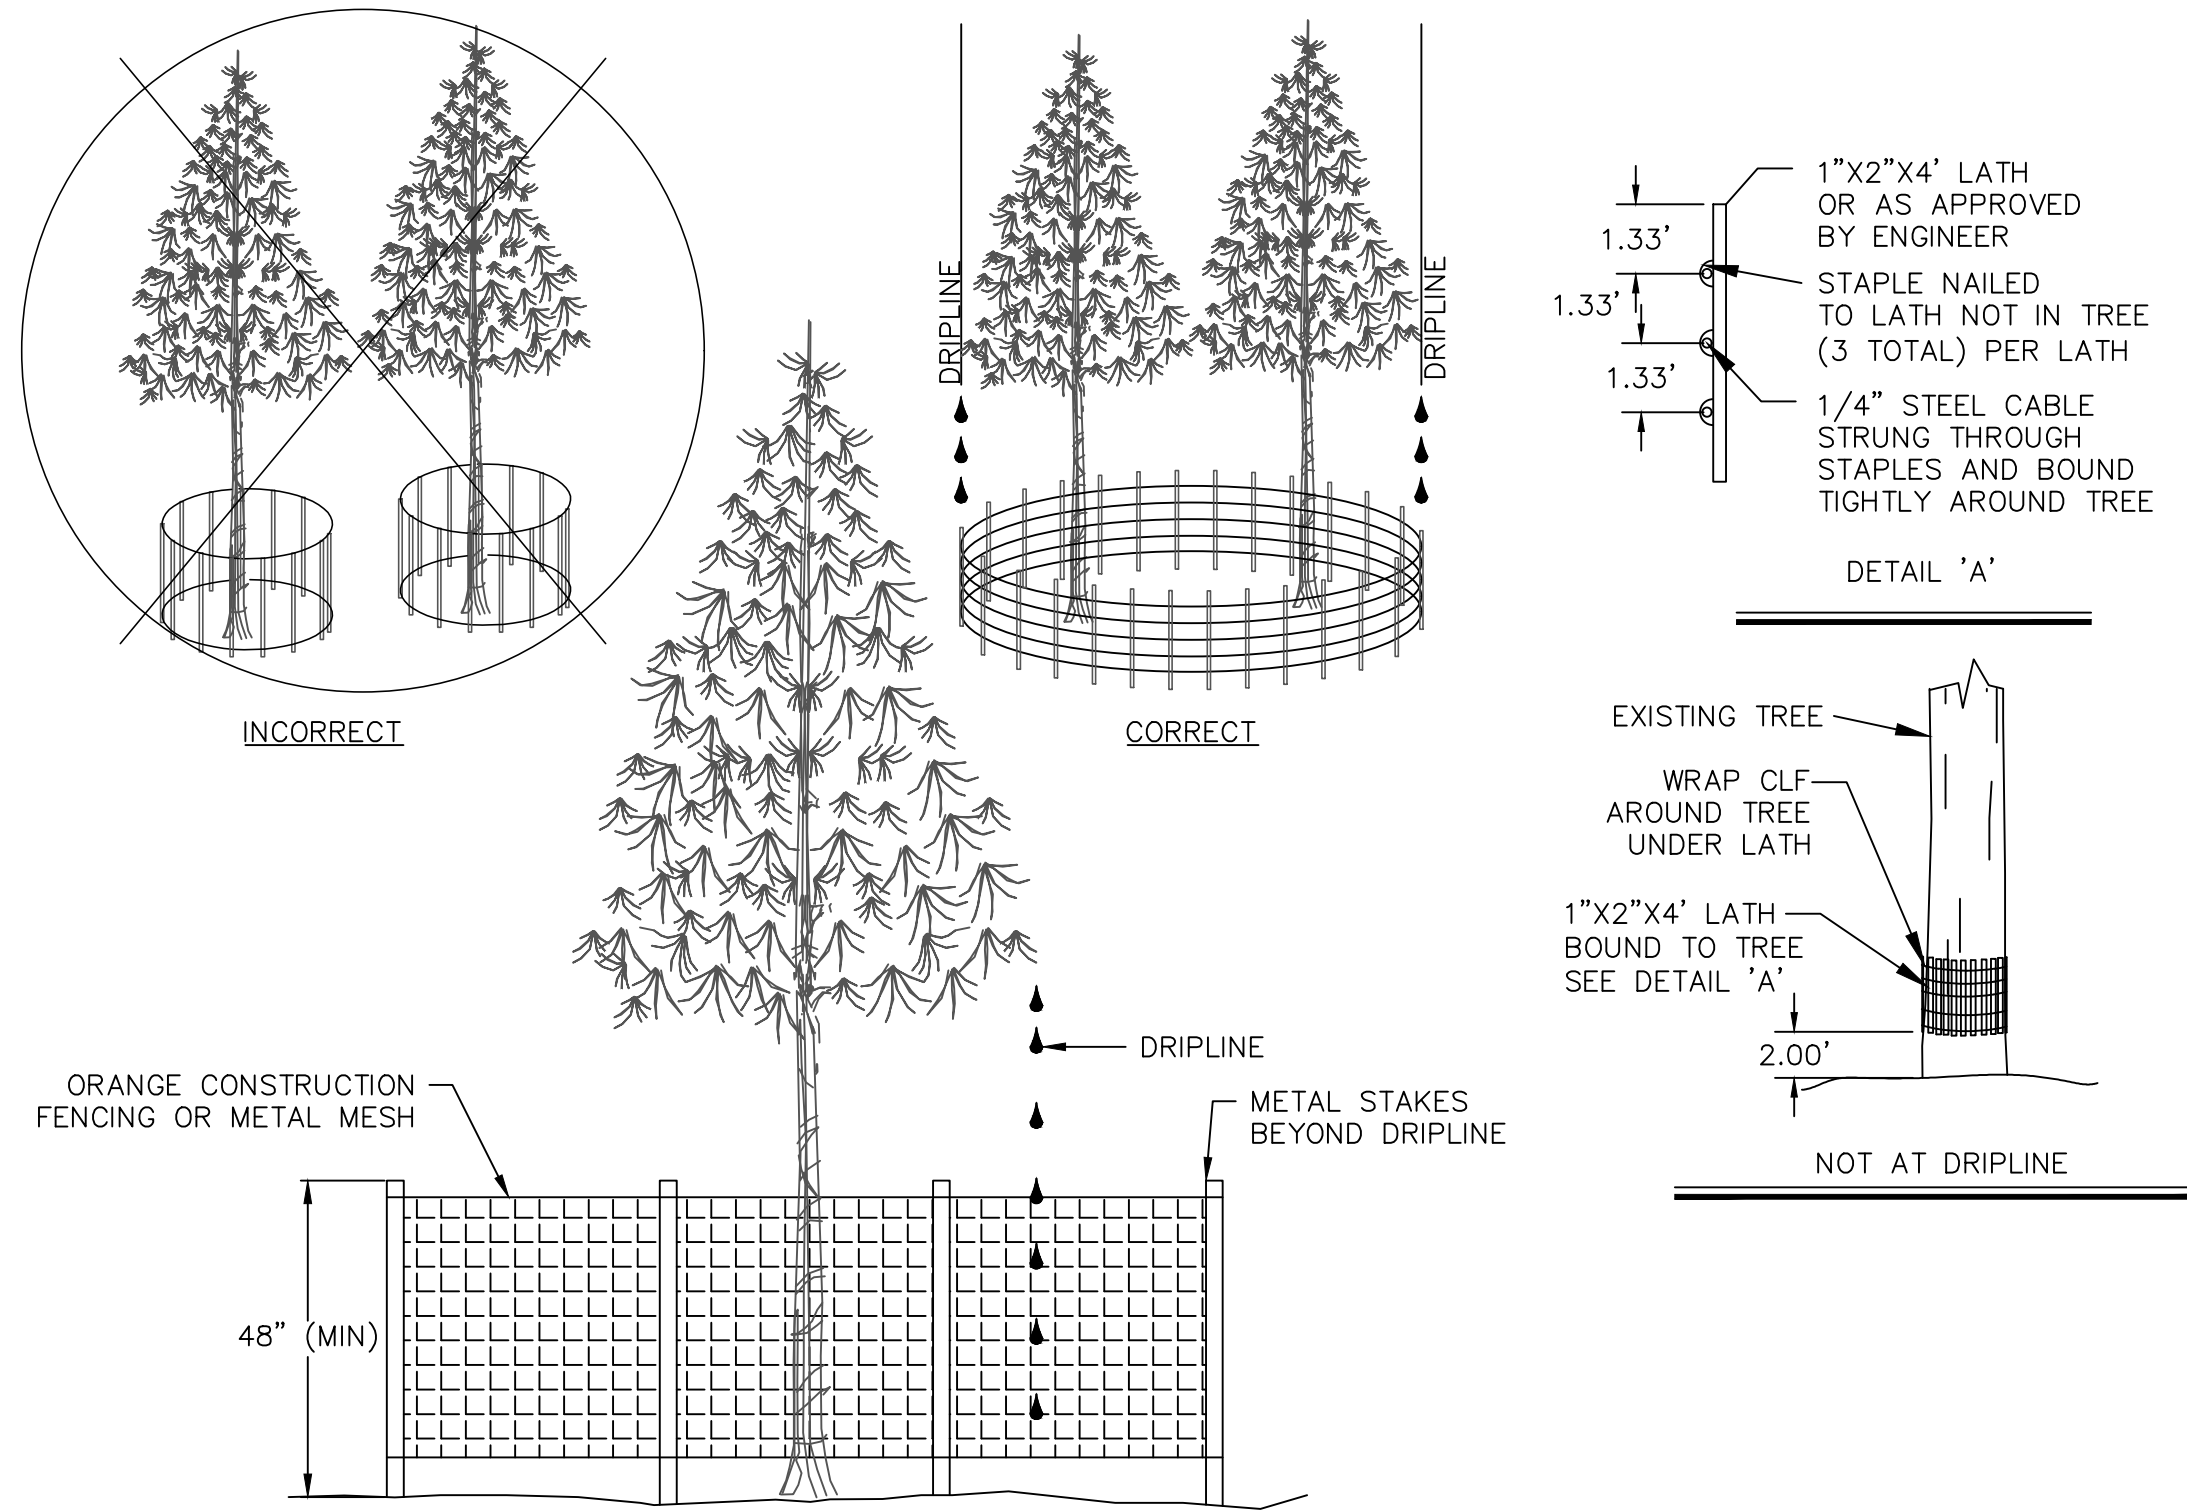 INCORRECT
DRIPLINE
DRIPLINE
CORRECT
1.33'
1.33'
1.33'
1"X2"X4' LATH
OR AS APPROVED
BY ENGINEER
STAPLE NAILED
TO LATH NOT IN TREE
(3 TOTAL) PER LATH
1/4" STEEL CABLE
STRUNG THROUGH
STAPLES AND BOUND
TIGHTLY AROUND TREE
DETAIL 'A'
EXISTING TREE
WRAP CLF
AROUND TREE
UNDER LATH
1"X2"X4' LATH
BOUND TO TREE
SEE DETAIL 'A'
2.00'
NOT AT DRIPLINE
DRIPLINE
ORANGE CONSTRUCTION
FENCING OR METAL MESH
METAL STAKES
BEYOND DRIPLINE
48" (MIN)